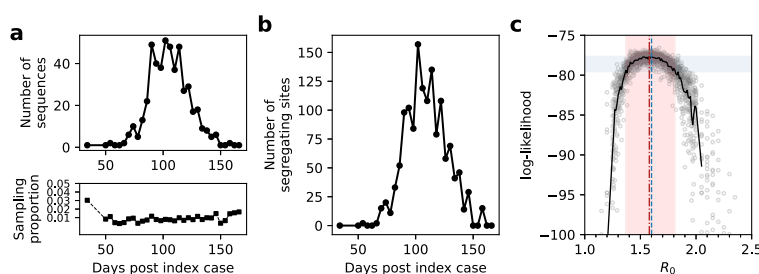 a
Number of
sequences
40
20
0
50
100
150
Sampling
proportion
0.05
0.04
0.03
0.02
0.01
50
100
150
Days post index case
b
Number of
segregating sites
150
125
100
75
50
25
0
50
100
150
Days post index case
c
log-likelihood
−75
−80
−85
−90
−95
−100
1.0
1.5
2.0
2.5
R0